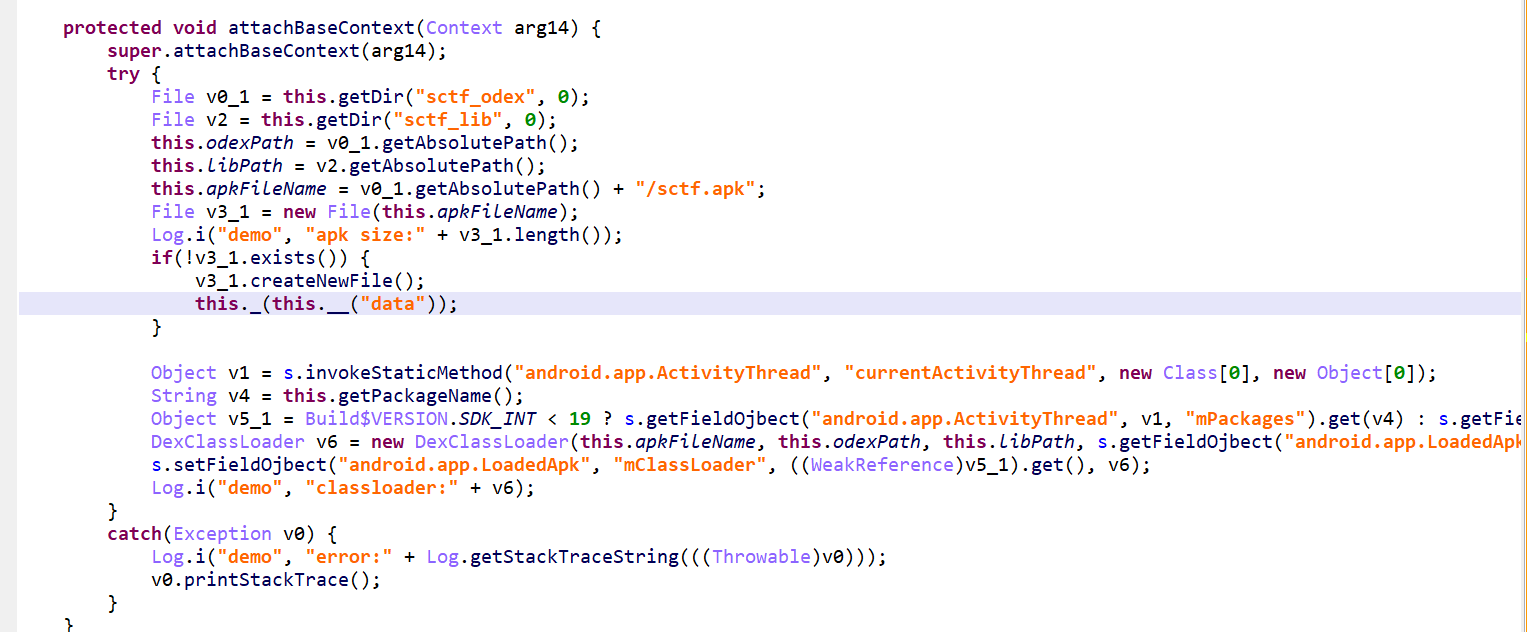 protected void attachBaseContext(Context arg14) {
super.attachBaseContext(arg14);
try {
File v0_1 = this.getDir("sctf_odex", 0);
File v2 = this.getDir("sctf_lib", 0);
this.odexPath = v0_1.getAbsolutePath();
this.libPath = v2.getAbsolutePath();
this.apkFileName = v0_1.getAbsolutePath() + "/sctf.apk";
File v3_1 = new File(this.apkFileName);
Log.i("demo", "apk size:" + v3_1.length());
if(!v3_1.exists()) {
v3_1.createNewFile();
this._(this.__("data"));
}
Object v1 = s.invokeStaticMethod("android.app.ActivityThread", "currentActivityThread", new Class[0], new Object[0]);
String v4 = this.getPackageName();
Object v5_1 = Build$VERSION.SDK_INT < 19 ? s.getFieldOjbect("android.app.ActivityThread", v1, "mPackages").get(v4) : s.getFie
DexClassLoader v6 = new DexClassLoader(this.apkFileName, this.odexPath, this.libPath, s.getFieldOjbect("android.app.LoadedApk
s.setFieldOjbect("android.app.LoadedApk", "mClassLoader", ((WeakReference)v5_1).get(), v6);
Log.i("demo", "classloader:" + v6);
}
catch(Exception v0) {
Log.i("demo", "error:" + Log.getStackTraceString(((Throwable)v0)));
v0.printStackTrace();
}
}